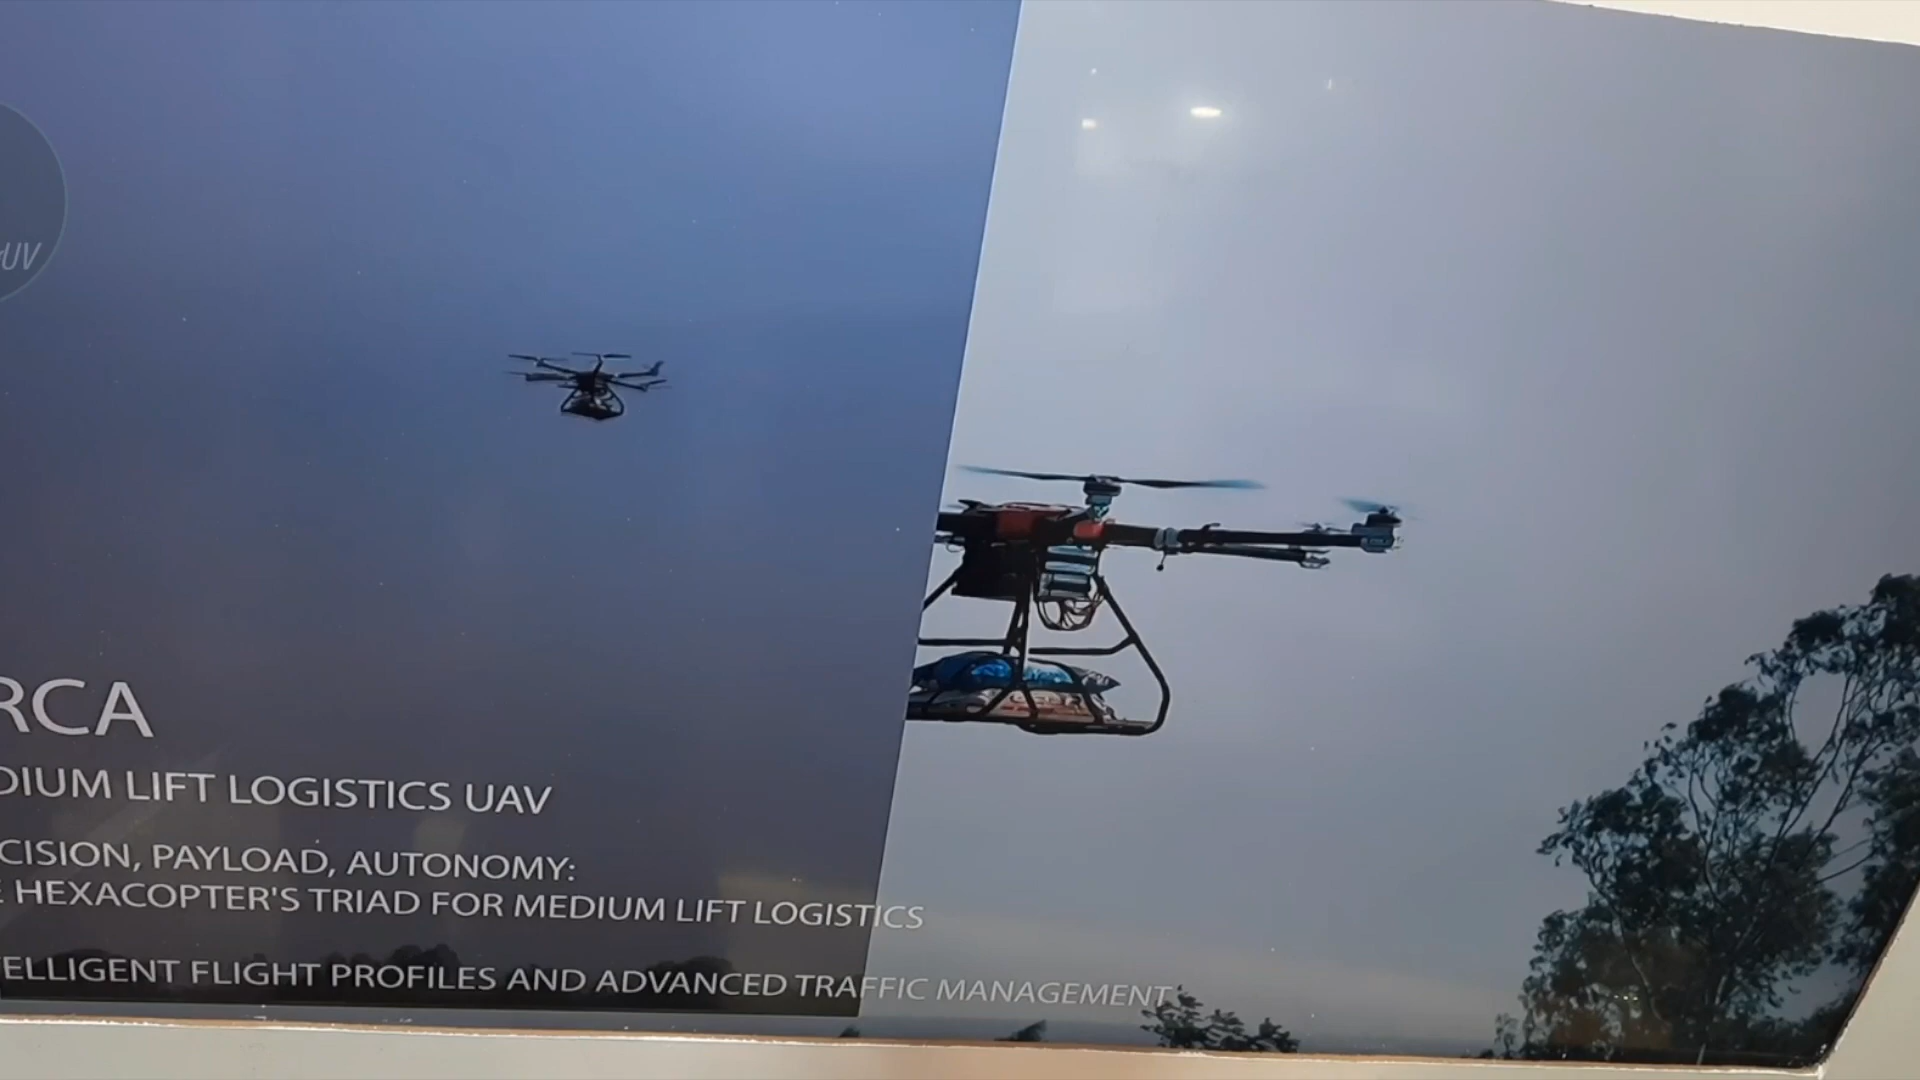 UV
RCA
DIUM LIFT LOGISTICS UAV
CISION, PAYLOAD, AUTONOMY:
E HEXACOPTER'S TRIAD FOR MEDIUM LIFT LOGISTICS
ELLIGENT FLIGHT PROFILES AND ADVANCED TRAFFIC MANAGEMENT